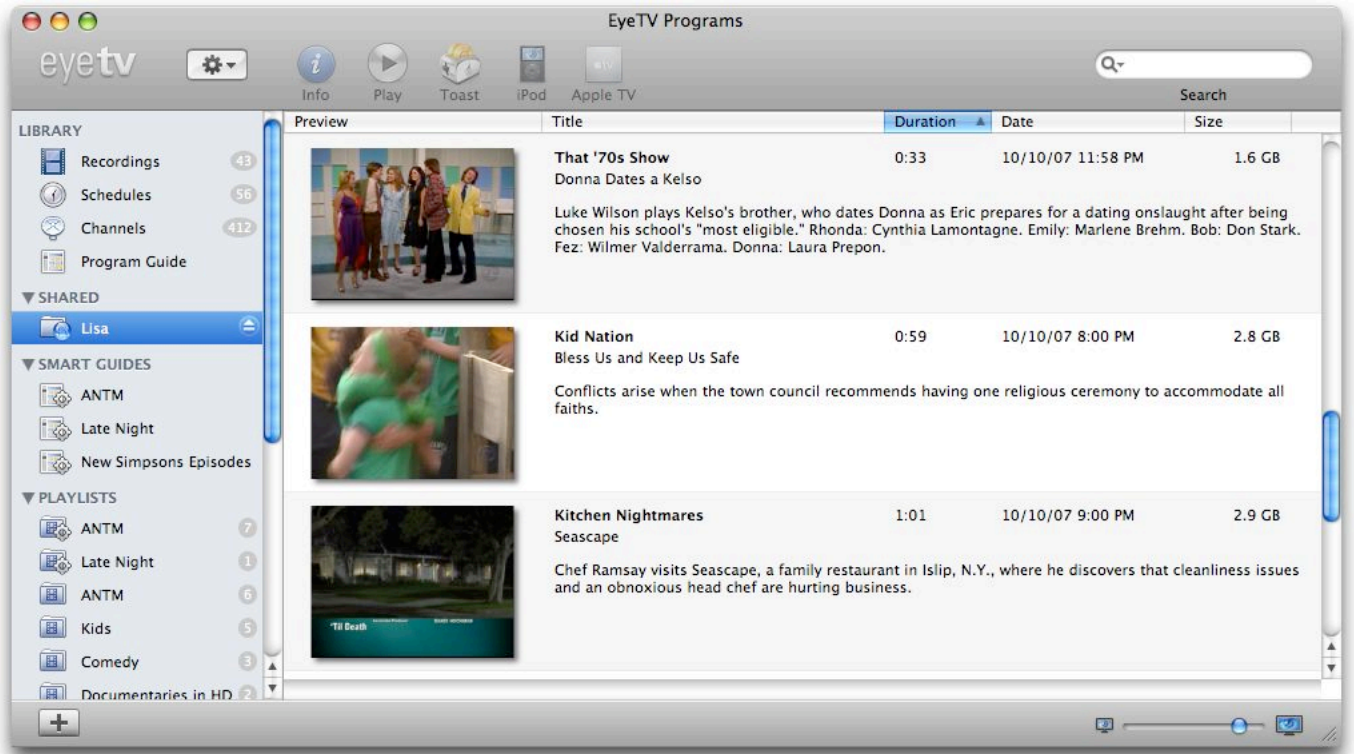 EyeTV Programs
eyetv
Info Play Toast iPod Apple TV
Search
LIBRARY
Recordings 43
Schedules 56
Channels 412
Program Guide
SHARED
Lisa
SMART GUIDES
ANTM
Late Night
New Simpsons Episodes
PLAYLISTS
ANTM 7
Late Night 1
ANTM 6
Kids 5
Comedy 3
Documentaries in HD 2
Preview Title Duration Date Size
That '70s Show 0:33 10/10/07 11:58 PM 1.6 GB
Donna Dates a Kelso
Luke Wilson plays Kelso's brother, who dates Donna as Eric prepares for a dating onslaught after being
chosen his school's "most eligible." Rhonda: Cynthia Lamontagne. Emily: Marlene Brehm. Bob: Don Stark.
Fez: Wilmer Valderrama. Donna: Laura Prepon.
Kid Nation 0:59 10/10/07 8:00 PM 2.8 GB
Bless Us and Keep Us Safe
Conflicts arise when the town council recommends having one religious ceremony to accommodate all
faiths.
Kitchen Nightmares 1:01 10/10/07 9:00 PM 2.9 GB
Seascape
Chef Ramsay visits Seascape, a family restaurant in Islip, N.Y., where he discovers that cleanliness issues
and an obnoxious head chef are hurting business.
'Til Death